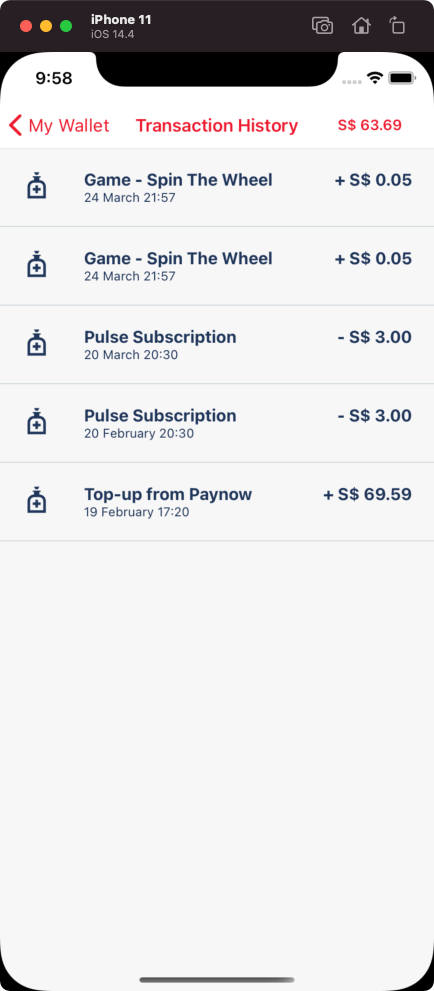 iPhone 11
iOS 14.4
9:58
My Wallet Transaction History S$ 63.69
Game - Spin The Wheel + S$ 0.05
24 March 21:57
Game - Spin The Wheel + S$ 0.05
24 March 21:57
Pulse Subscription - S$ 3.00
20 March 20:30
Pulse Subscription - S$ 3.00
20 February 20:30
Top-up from Paynow + S$ 69.59
19 February 17:20